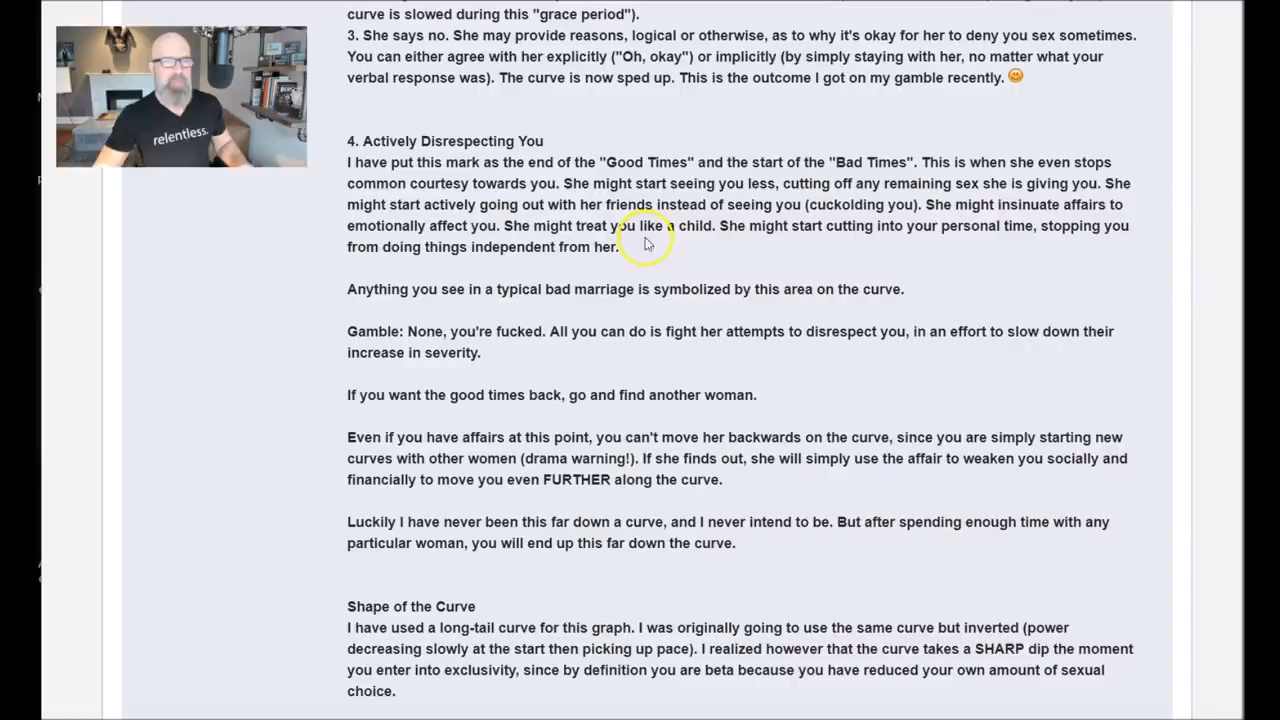 curve is slowed during this "grace period").
3. She says no. She may provide reasons, logical or otherwise, as to why it's okay for her to deny you sex sometimes.
You can either agree with her explicitly ("Oh, okay") or implicitly (by simply staying with her, no matter what your
verbal response was). The curve is now sped up. This is the outcome I got on my gamble recently.
relentless.
4. Actively Disrespecting You
I have put this mark as the end of the "Good Times" and the start of the "Bad Times". This is when she even stops
common courtesy towards you. She might start seeing you less, cutting off any remaining sex she is giving you. She
might start actively going out with her friends instead of seeing you (cuckolding you). She might insinuate affairs to
emotionally affect you. She might treat you like a child. She might start cutting into your personal time, stopping you
from doing things independent from her.
Anything you see in a typical bad marriage is symbolized by this area on the curve.
Gamble: None, you're fucked. All you can do is fight her attempts to disrespect you, in an effort to slow down their
increase in severity.
If you want the good times back, go and find another woman.
Even if you have affairs at this point, you can't move her backwards on the curve, since you are simply starting new
curves with other women (drama warning!). If she finds out, she will simply use the affair to weaken you socially and
financially to move you even FURTHER along the curve.
Luckily I have never been this far down a curve, and I never intend to be. But after spending enough time with any
particular woman, you will end up this far down the curve.
Shape of the Curve
I have used a long-tail curve for this graph. I was originally going to use the same curve but inverted (power
decreasing slowly at the start then picking up pace). I realized however that the curve takes a SHARP dip the moment
you enter into exclusivity, since by definition you are beta because you have reduced your own amount of sexual
choice.